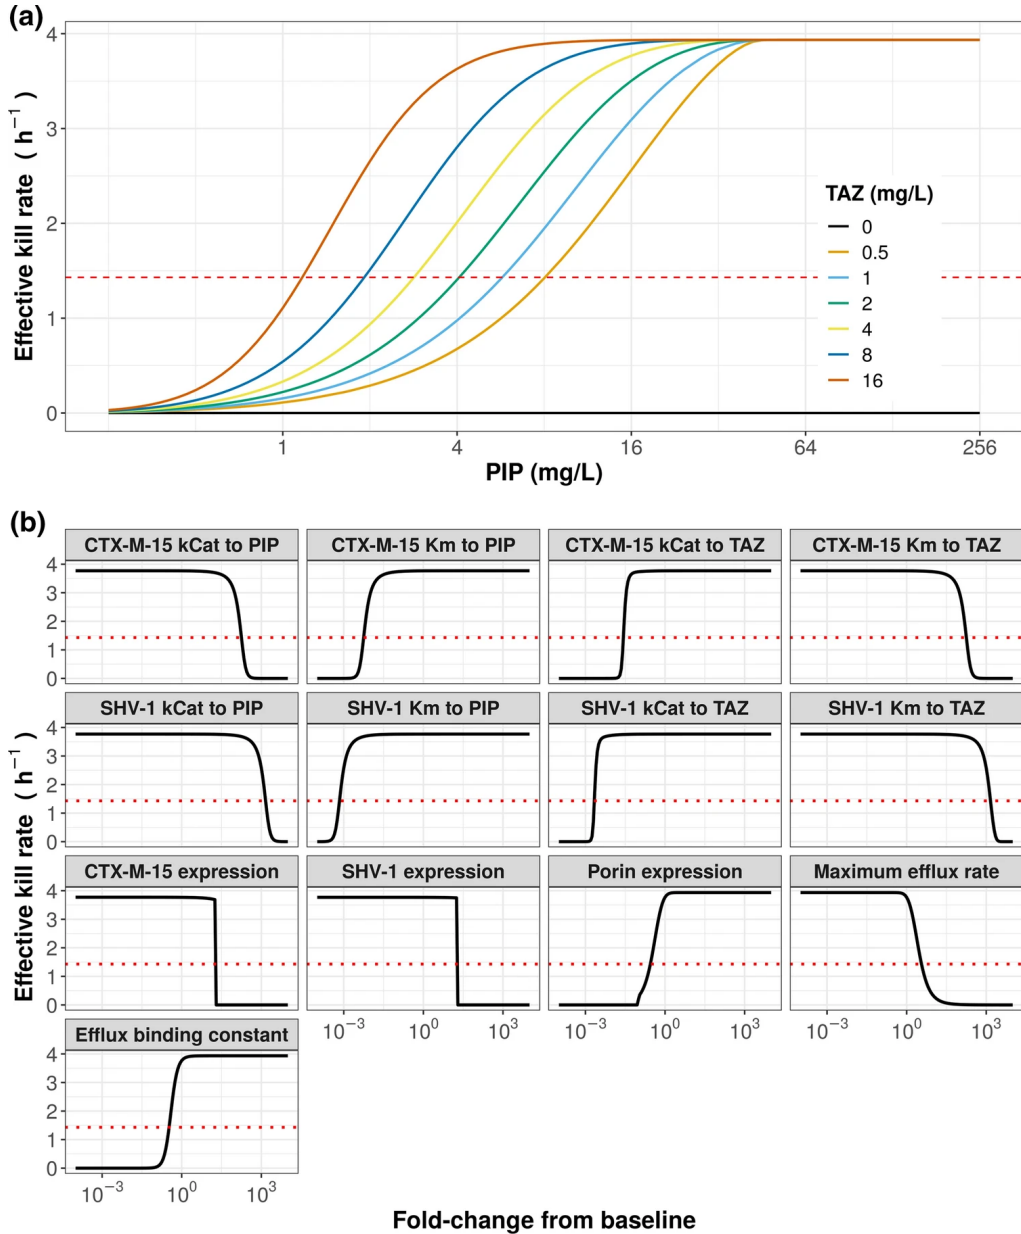 (a)
4
3
2
1
0
Effective kill rate ( h⁻¹ )
TAZ (mg/L)
0
0.5
1
2
4
8
16
1 4 16 64 256
PIP (mg/L)
(b)
CTX-M-15 kCat to PIP CTX-M-15 Km to PIP CTX-M-15 kCat to TAZ CTX-M-15 Km to TAZ
4
3
2
1
0
SHV-1 kCat to PIP SHV-1 Km to PIP SHV-1 kCat to TAZ SHV-1 Km to TAZ
4
3
2
1
0
Effective kill rate ( h⁻¹ )
CTX-M-15 expression SHV-1 expression Porin expression Maximum efflux rate
4
3
2
1
0
10⁻³ 10⁰ 10³ 10⁻³ 10⁰ 10³ 10⁻³ 10⁰ 10³
Efflux binding constant
4
3
2
1
0
10⁻³ 10⁰ 10³
Fold-change from baseline